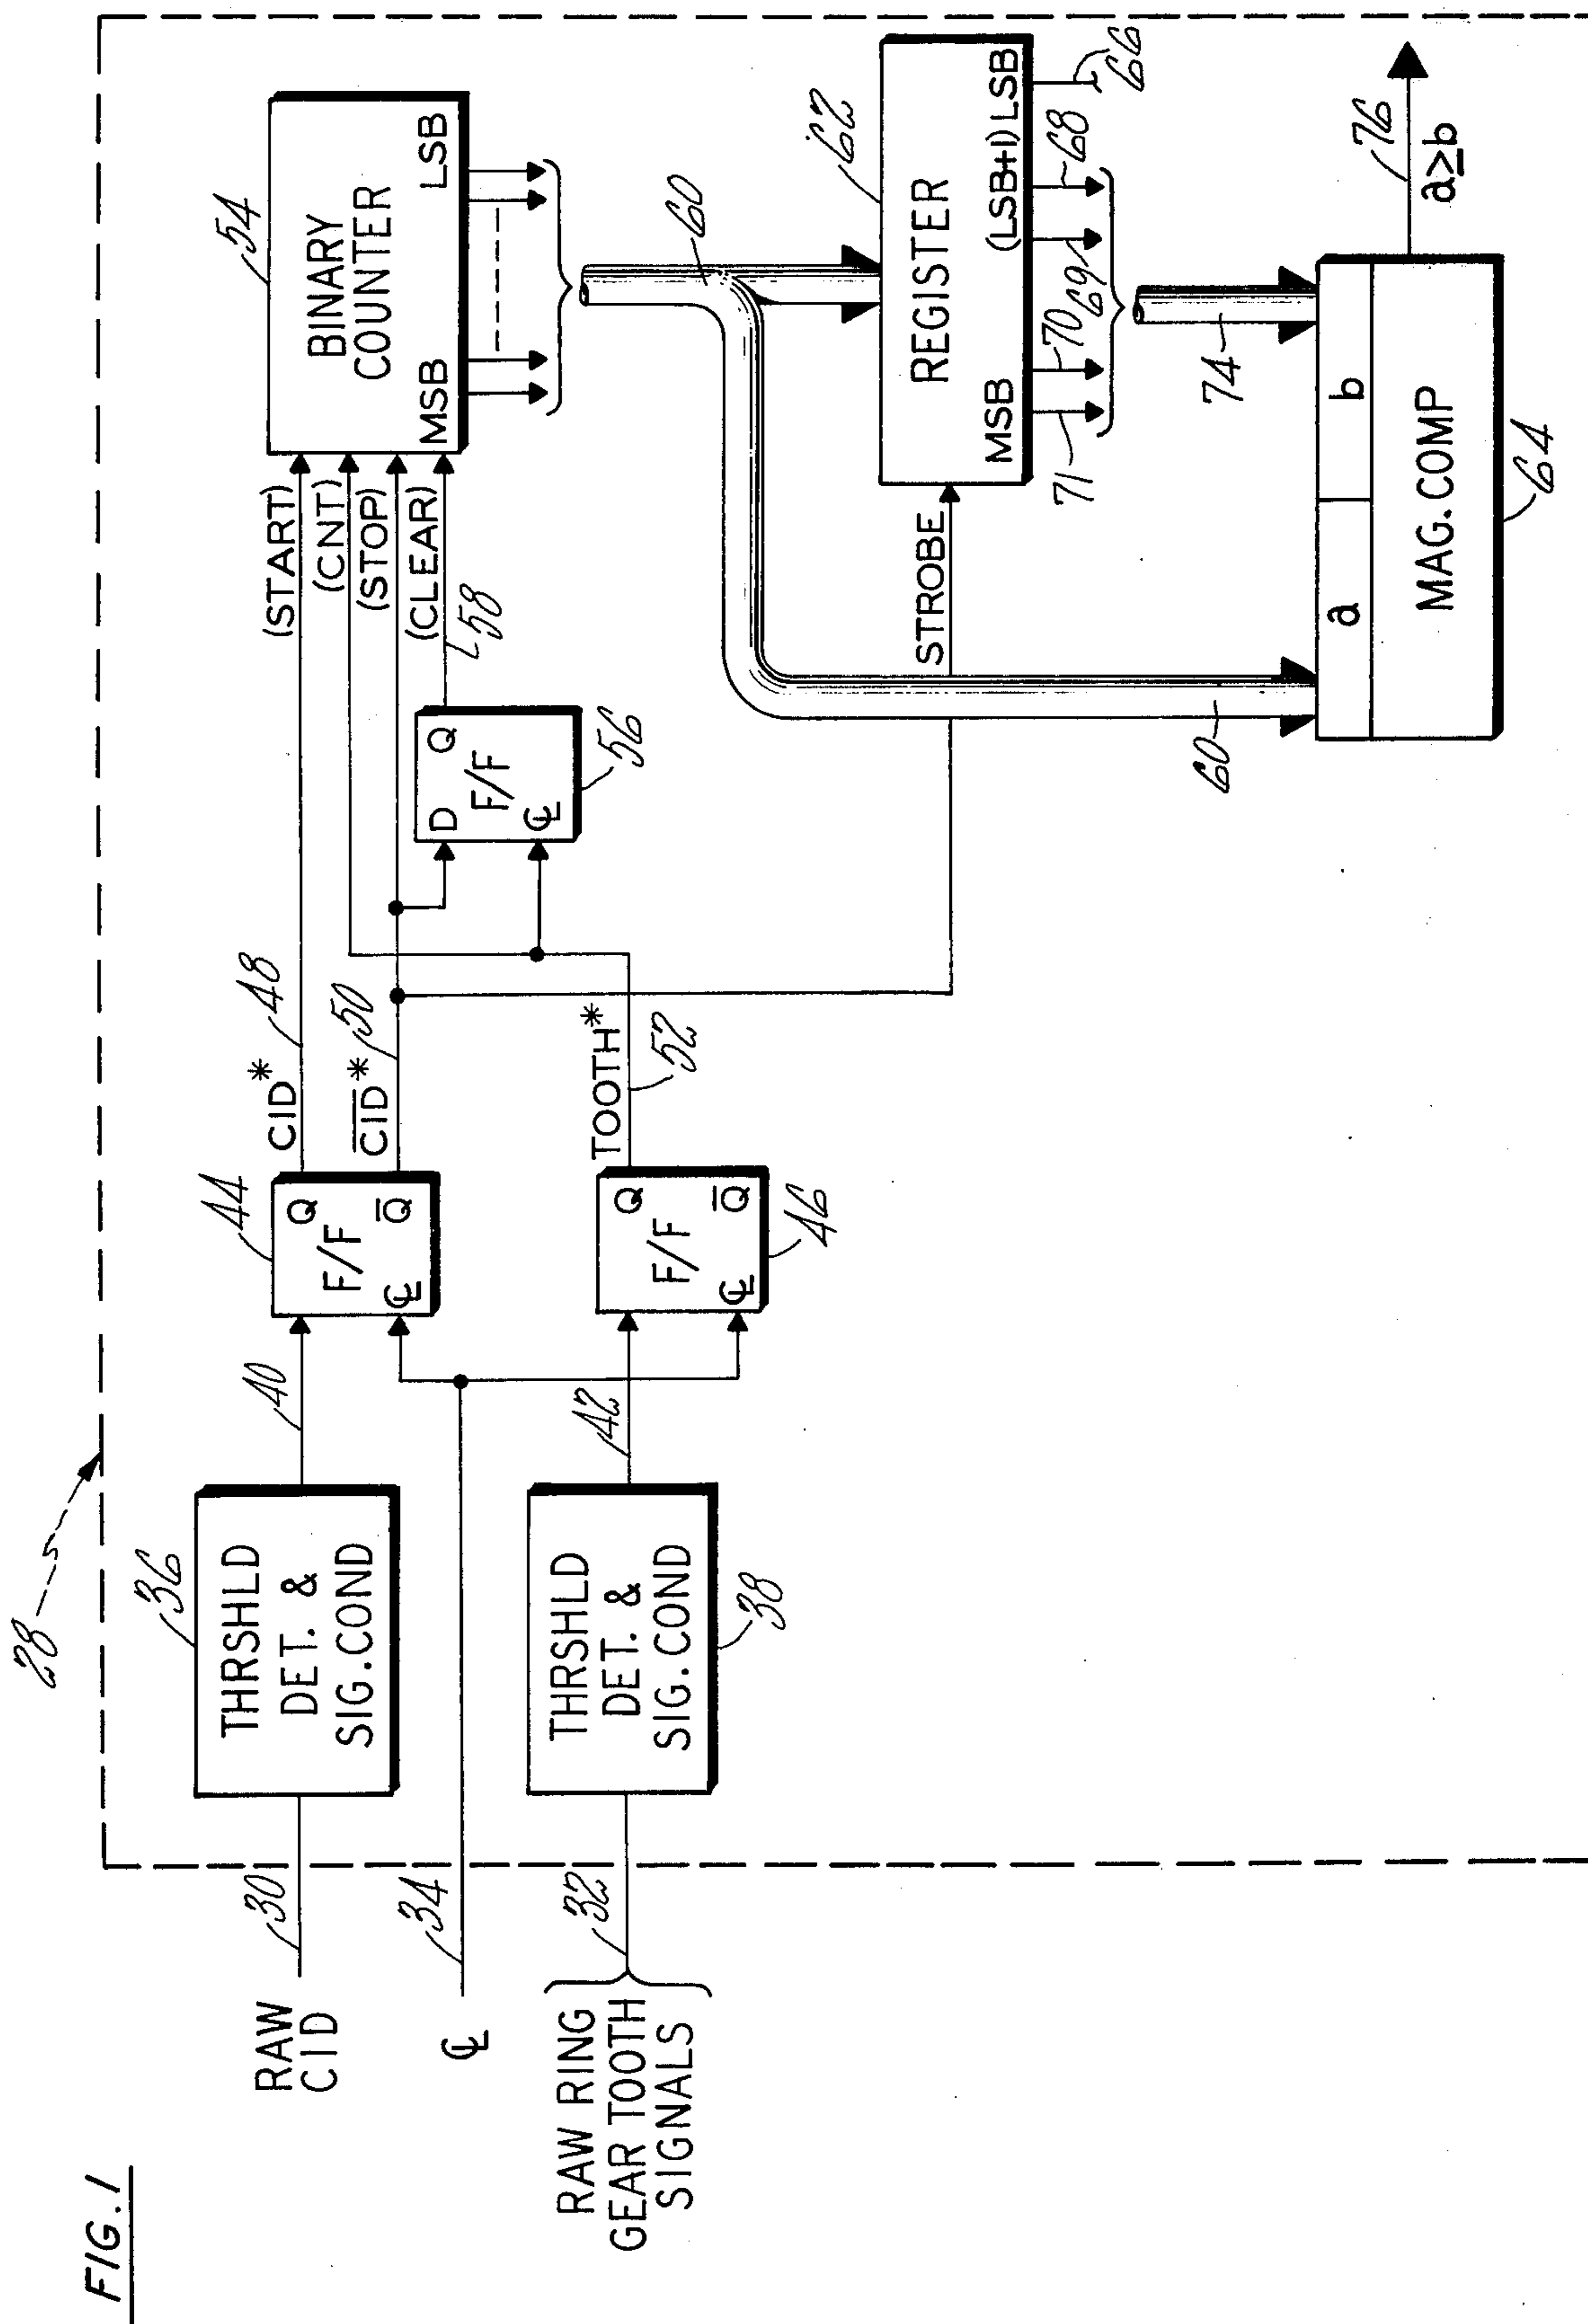 FIG. 1
28
RAW
CID
30
36
THRSHLD
DET. &
SIG.COND
40
44
Q
F/F
C̲L
Q̅
CID*
48
C̅I̅D̅*
50
(START)
(CNT)
(STOP)
(CLEAR)
58
54
BINARY
COUNTER
MSB
LSB
D
Q
F/F
C̲L
56
C̲L
34
RAW RING
GEAR TOOTH
SIGNALS
32
38
THRSHLD
DET. &
SIG.COND
42
Q
F/F
C̲L
Q̅
46
TOOTH*
52
60
STROBE
62
REGISTER
MSB
(LSB+1)
LSB
71
70
69
68
66
60
74
a
b
MAG.COMP
64
76
a≥b